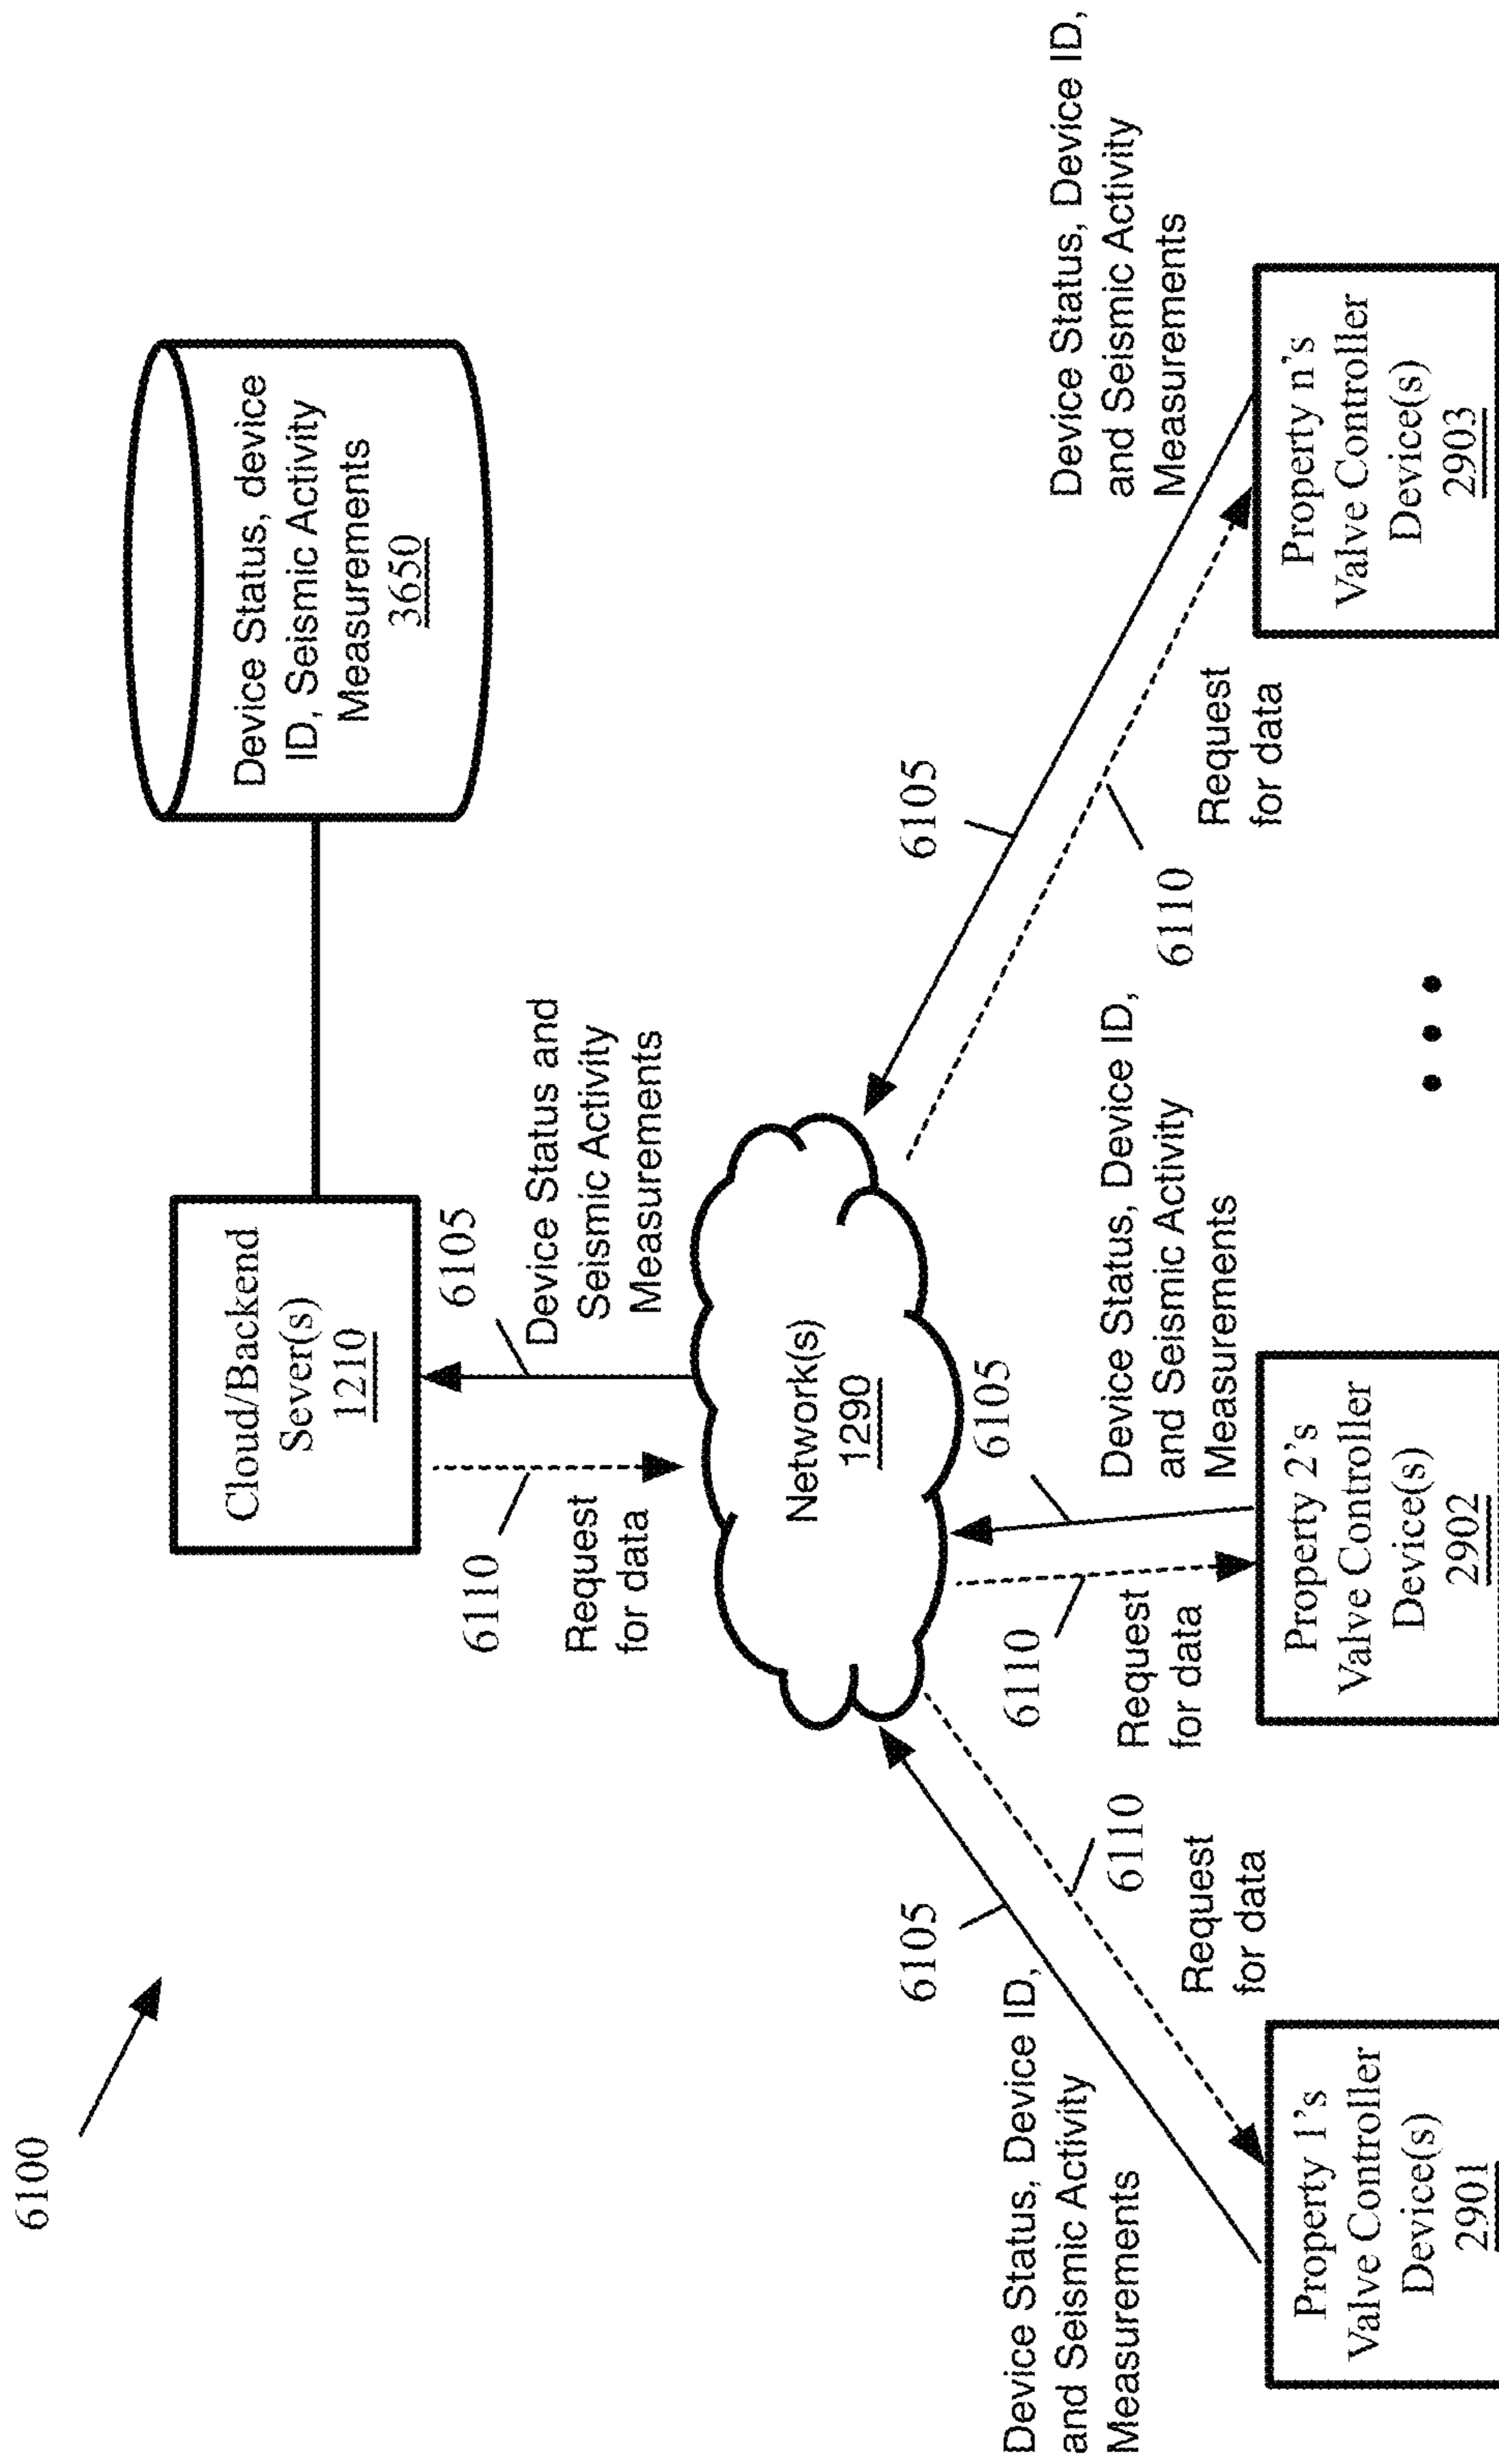 6100
Cloud/Backend
Sever(s)
1210
Device Status, device
ID, Seismic Activity
Measurements
3650
6110
Request
for data
6105
Device Status and
Seismic Activity
Measurements
Network(s)
1290
6105
Device Status, Device ID,
and Seismic Activity
Measurements
6110
Request
for data
6110
Request
for data
6105
Device Status, Device ID,
and Seismic Activity
Measurements
6105
6110
Request
for data
Device Status, Device ID,
and Seismic Activity
Measurements
Property 1's
Valve Controller
Device(s)
2901
Property 2's
Valve Controller
Device(s)
2902
• • •
Property n's
Valve Controller
Device(s)
2903